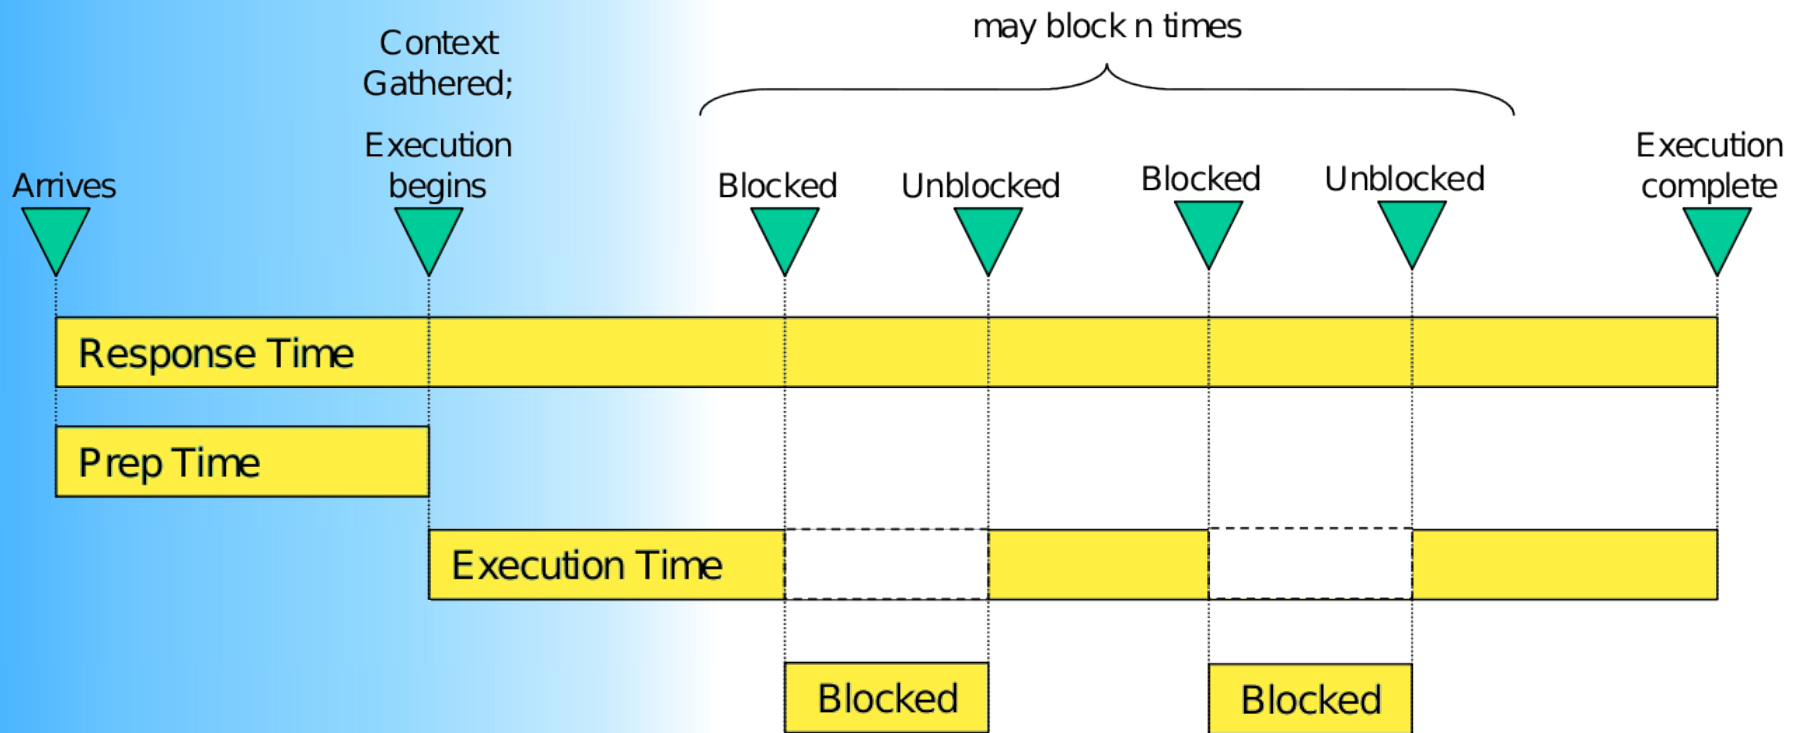 may block n times
Context
Gathered;
Execution
begins
Arrives
Blocked
Unblocked
Blocked
Unblocked
Execution
complete
Response Time
Prep Time
Execution Time
Blocked
Blocked